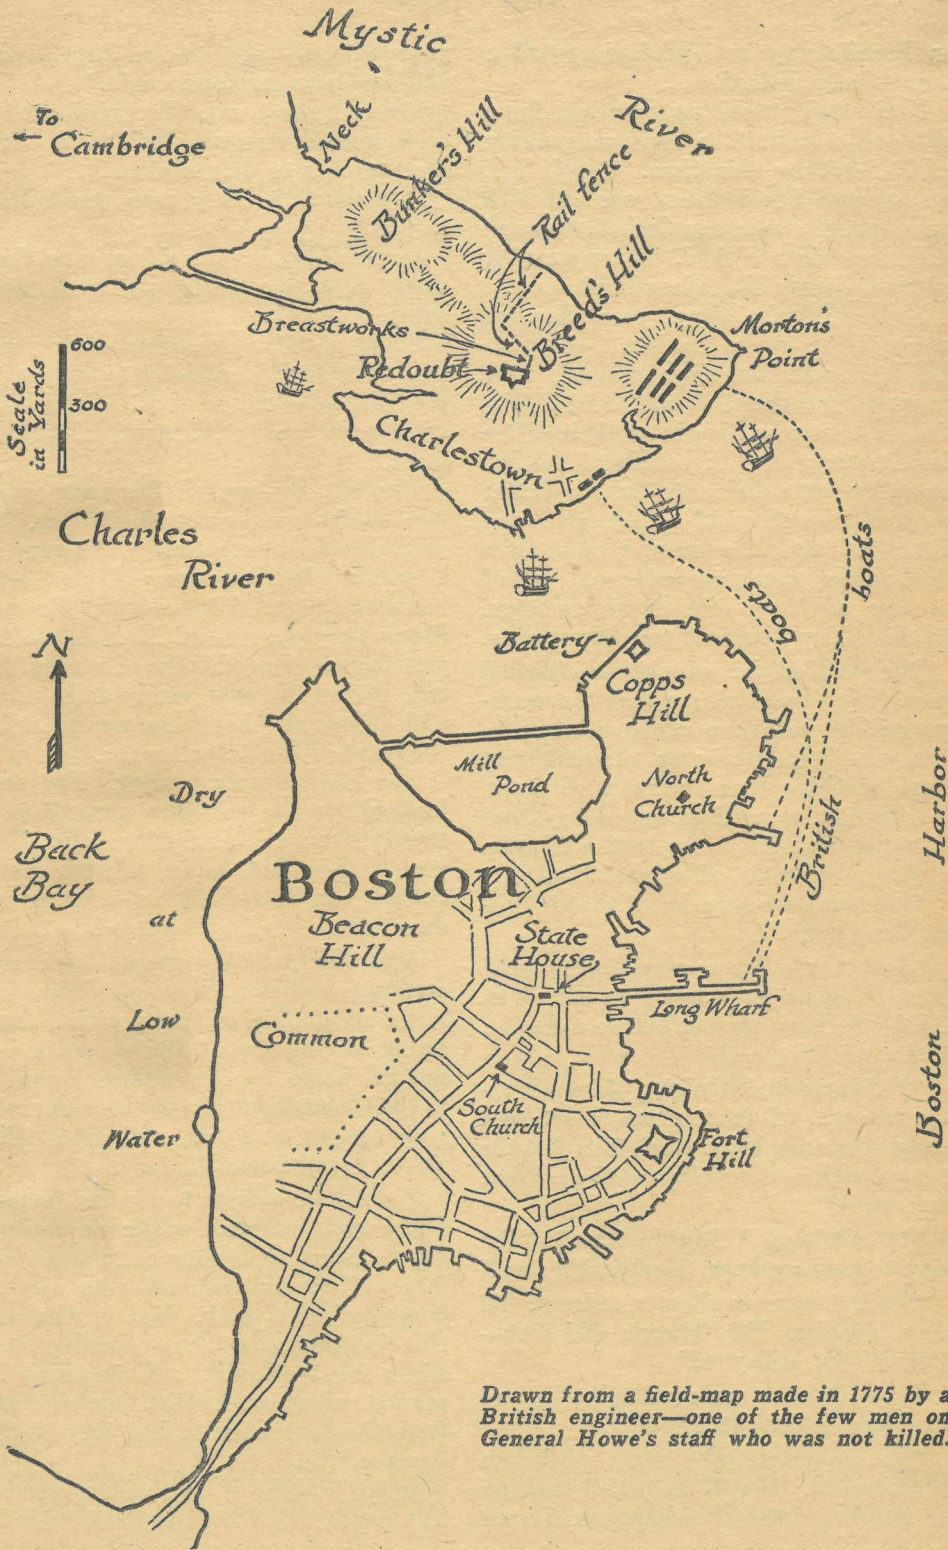 Mystic
River
To
Cambridge
Neck
Bunker's Hill
Rail fence
Breed's Hill
Breastworks
Redoubt
Morton's
Point
600
300
Scale
in Yards
Charlestown
Charles
River
boats
boats
British
N
Battery
Copps
Hill
Mill
Pond
North
Church
Dry
at
Low
Water
Back
Bay
Harbor
Boston
Boston
Beacon
Hill
State
House
Long Wharf
Common
South
Church
Fort
Hill
Drawn from a field-map made in 1775 by a
British engineer—one of the few men on
General Howe's staff who was not killed.